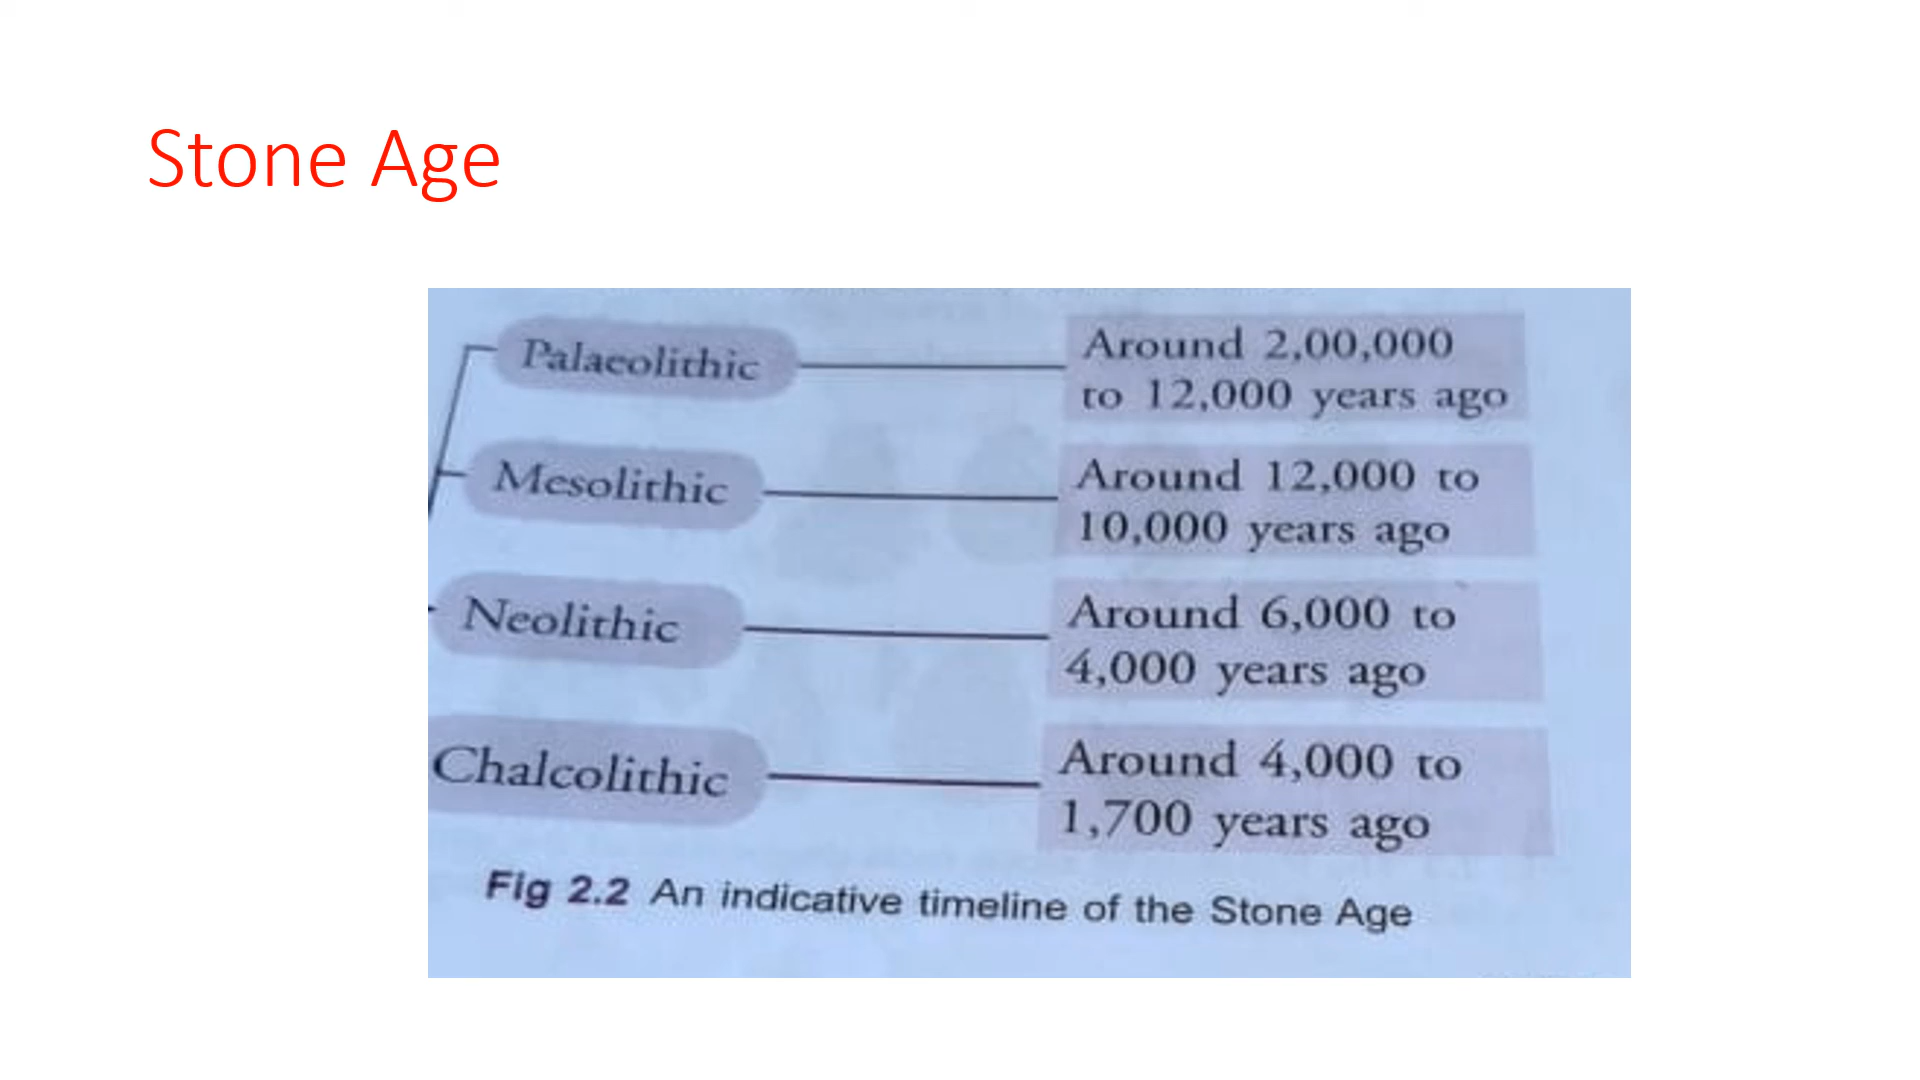 Stone Age
Palaeolithic
Around 2,00,000
to 12,000 years ago
Mesolithic
Around 12,000 to
10,000 years ago
Neolithic
Around 6,000 to
4,000 years ago
Chalcolithic
Around 4,000 to
1,700 years ago
Fig 2.2 An indicative timeline of the Stone Age